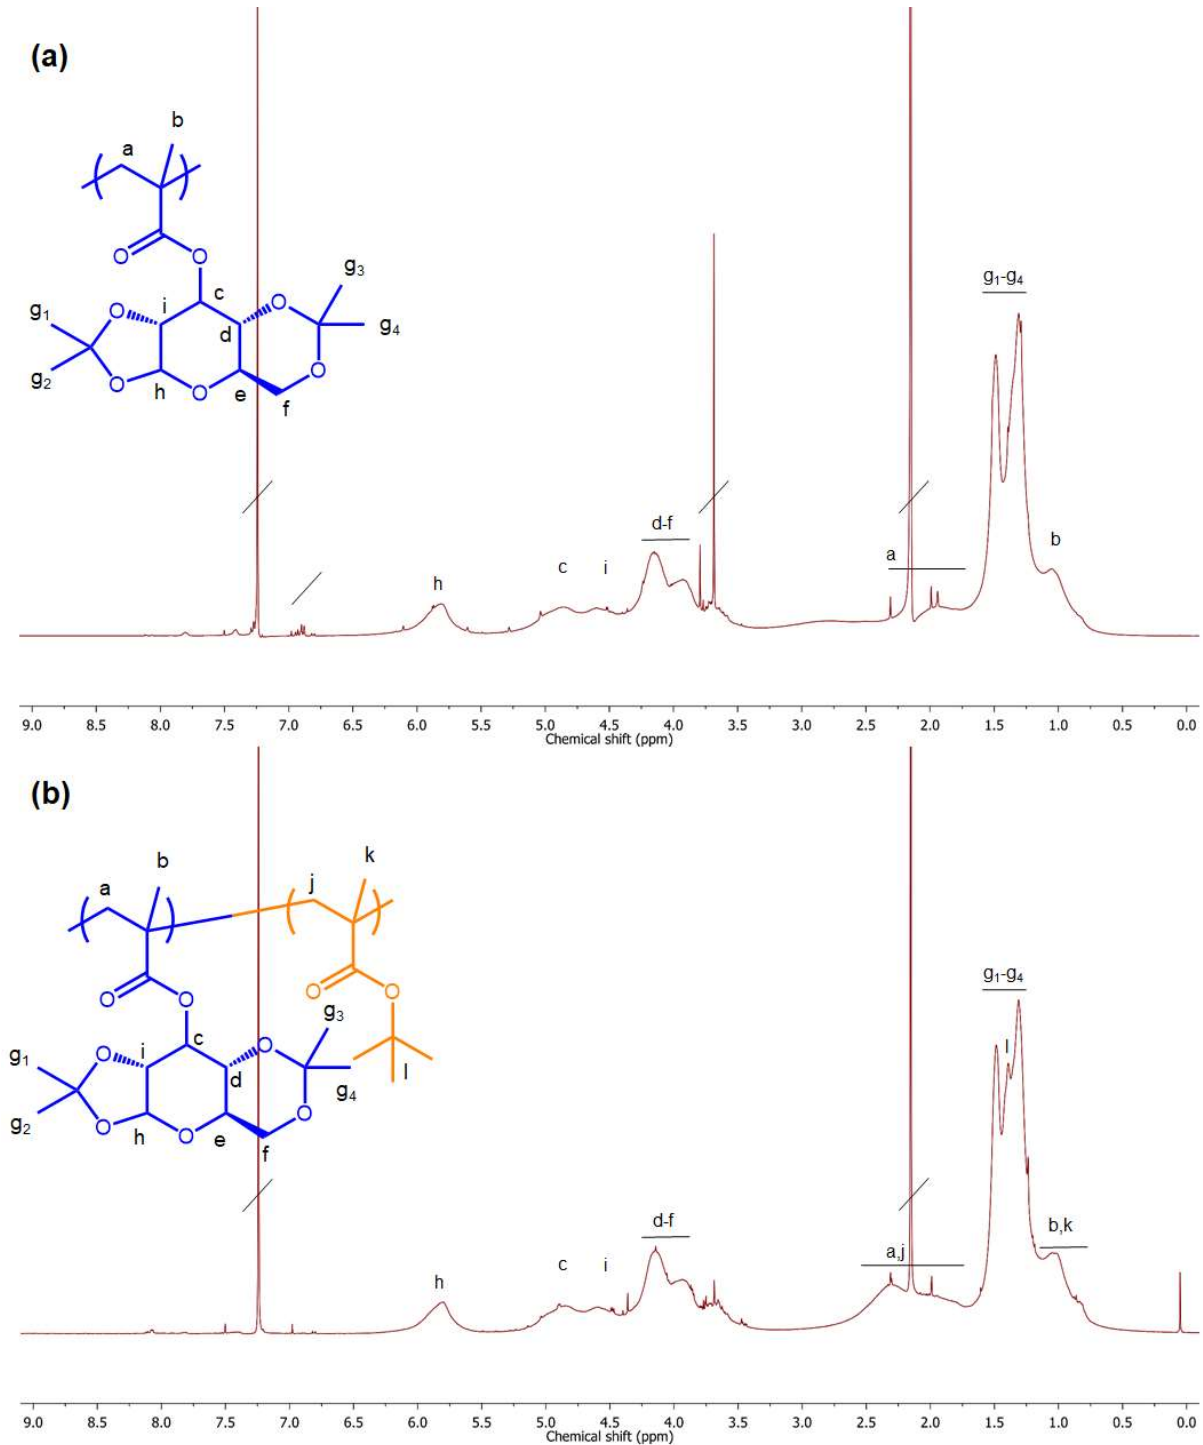 (a)
b
a
O
O
g₃
g₁
i
c
O
O
g₄
d
g₂
O
O
O
h
e
f
g₁-g₄
d-f
b
a
c
i
h
9.0 8.5 8.0 7.5 7.0 6.5 6.0 5.5 5.0 4.5 4.0 3.5 3.0 2.5 2.0 1.5 1.0 0.5 0.0
Chemical shift (ppm)
(b)
b
k
a
j
O
O
O
O
g₃
g₁
i
c
O
O
l
g₄
d
g₂
O
O
O
h
e
f
g₁-g₄
l
d-f
b,k
a,j
c
i
h
9.0 8.5 8.0 7.5 7.0 6.5 6.0 5.5 5.0 4.5 4.0 3.5 3.0 2.5 2.0 1.5 1.0 0.5 0.0
Chemical shift (ppm)